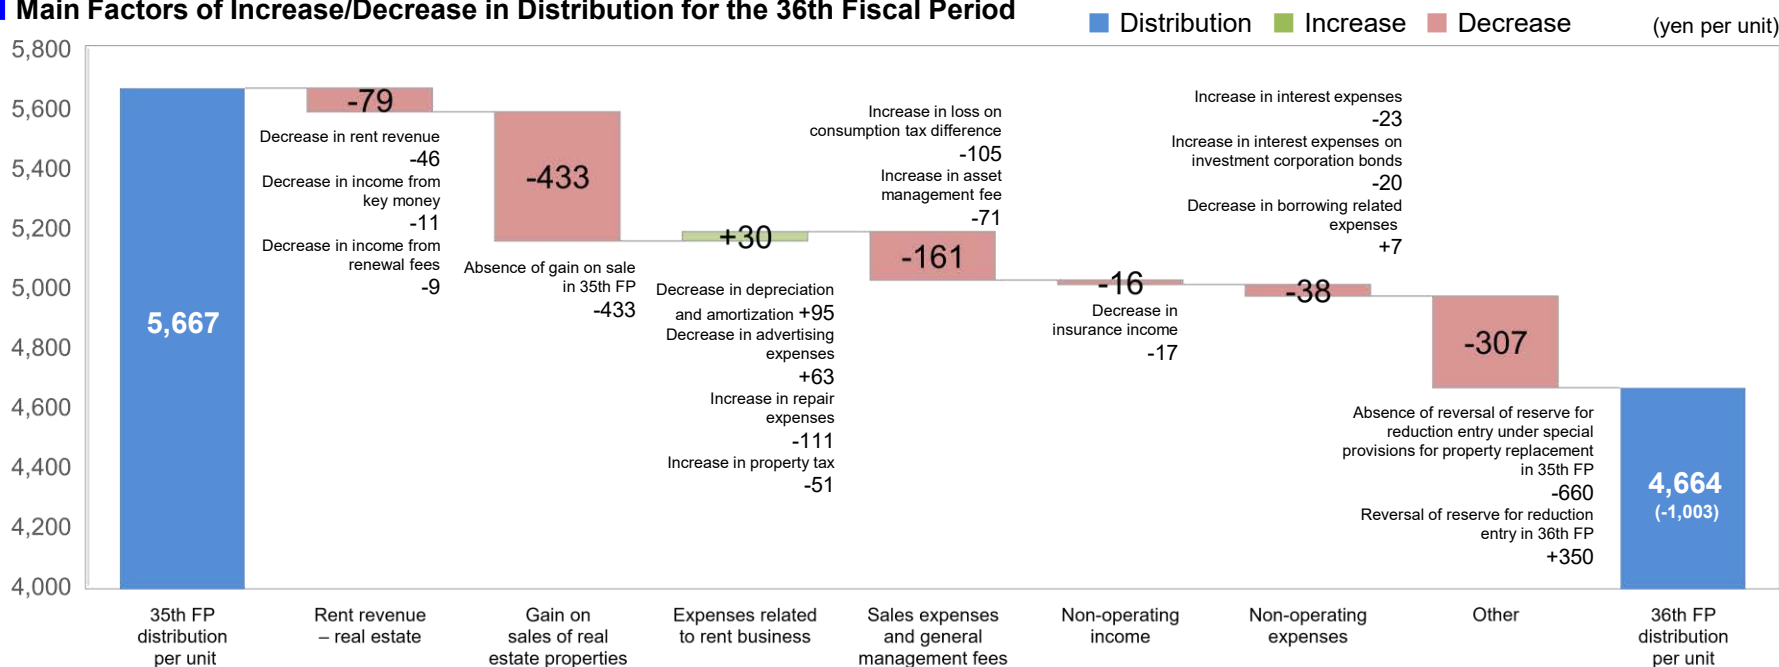 Main Factors of Increase/Decrease in Distribution for the 36th Fiscal Period
Distribution
Increase
Decrease
(yen per unit)
5,800
5,600
5,400
5,200
5,000
4,800
4,600
4,400
4,200
4,000
5,667
-79
Decrease in rent revenue
-46
Decrease in income from
key money
-11
Decrease in income from
renewal fees
-9
-433
Absence of gain on sale
in 35th FP
-433
+30
Decrease in depreciation
and amortization +95
Decrease in advertising
expenses
+63
Increase in repair
expenses
-111
Increase in property tax
-51
Increase in loss on
consumption tax difference
-105
Increase in asset
management fee
-71
-161
-16
Decrease in
insurance income
-17
Increase in interest expenses
-23
Increase in interest expenses on
investment corporation bonds
-20
Decrease in borrowing related
expenses
+7
-38
-307
Absence of reversal of reserve for
reduction entry under special
provisions for property replacement
in 35th FP
-660
Reversal of reserve for reduction
entry in 36th FP
+350
4,664
(-1,003)
35th FP
distribution
per unit
Rent revenue
– real estate
Gain on
sales of real
estate properties
Expenses related
to rent business
Sales expenses
and general
management fees
Non-operating
income
Non-operating
expenses
Other
36th FP
distribution
per unit